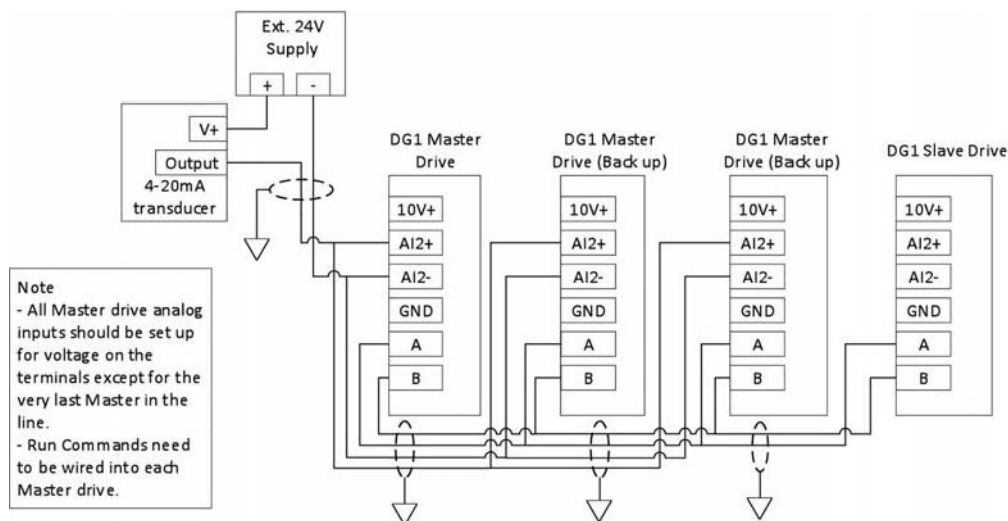 Ext. 24V
Supply
+ -
V+
Output
4-20mA
transducer
DG1 Master
Drive
10V+
AI2+
AI2-
GND
A
B
DG1 Master
Drive (Back up)
10V+
AI2+
AI2-
GND
A
B
DG1 Master
Drive (Back up)
10V+
AI2+
AI2-
GND
A
B
DG1 Slave Drive
10V+
AI2+
AI2-
GND
A
B
Note
- All Master drive analog
inputs should be set up
for voltage on the
terminals except for the
very last Master in the
line.
- Run Commands need
to be wired into each
Master drive.